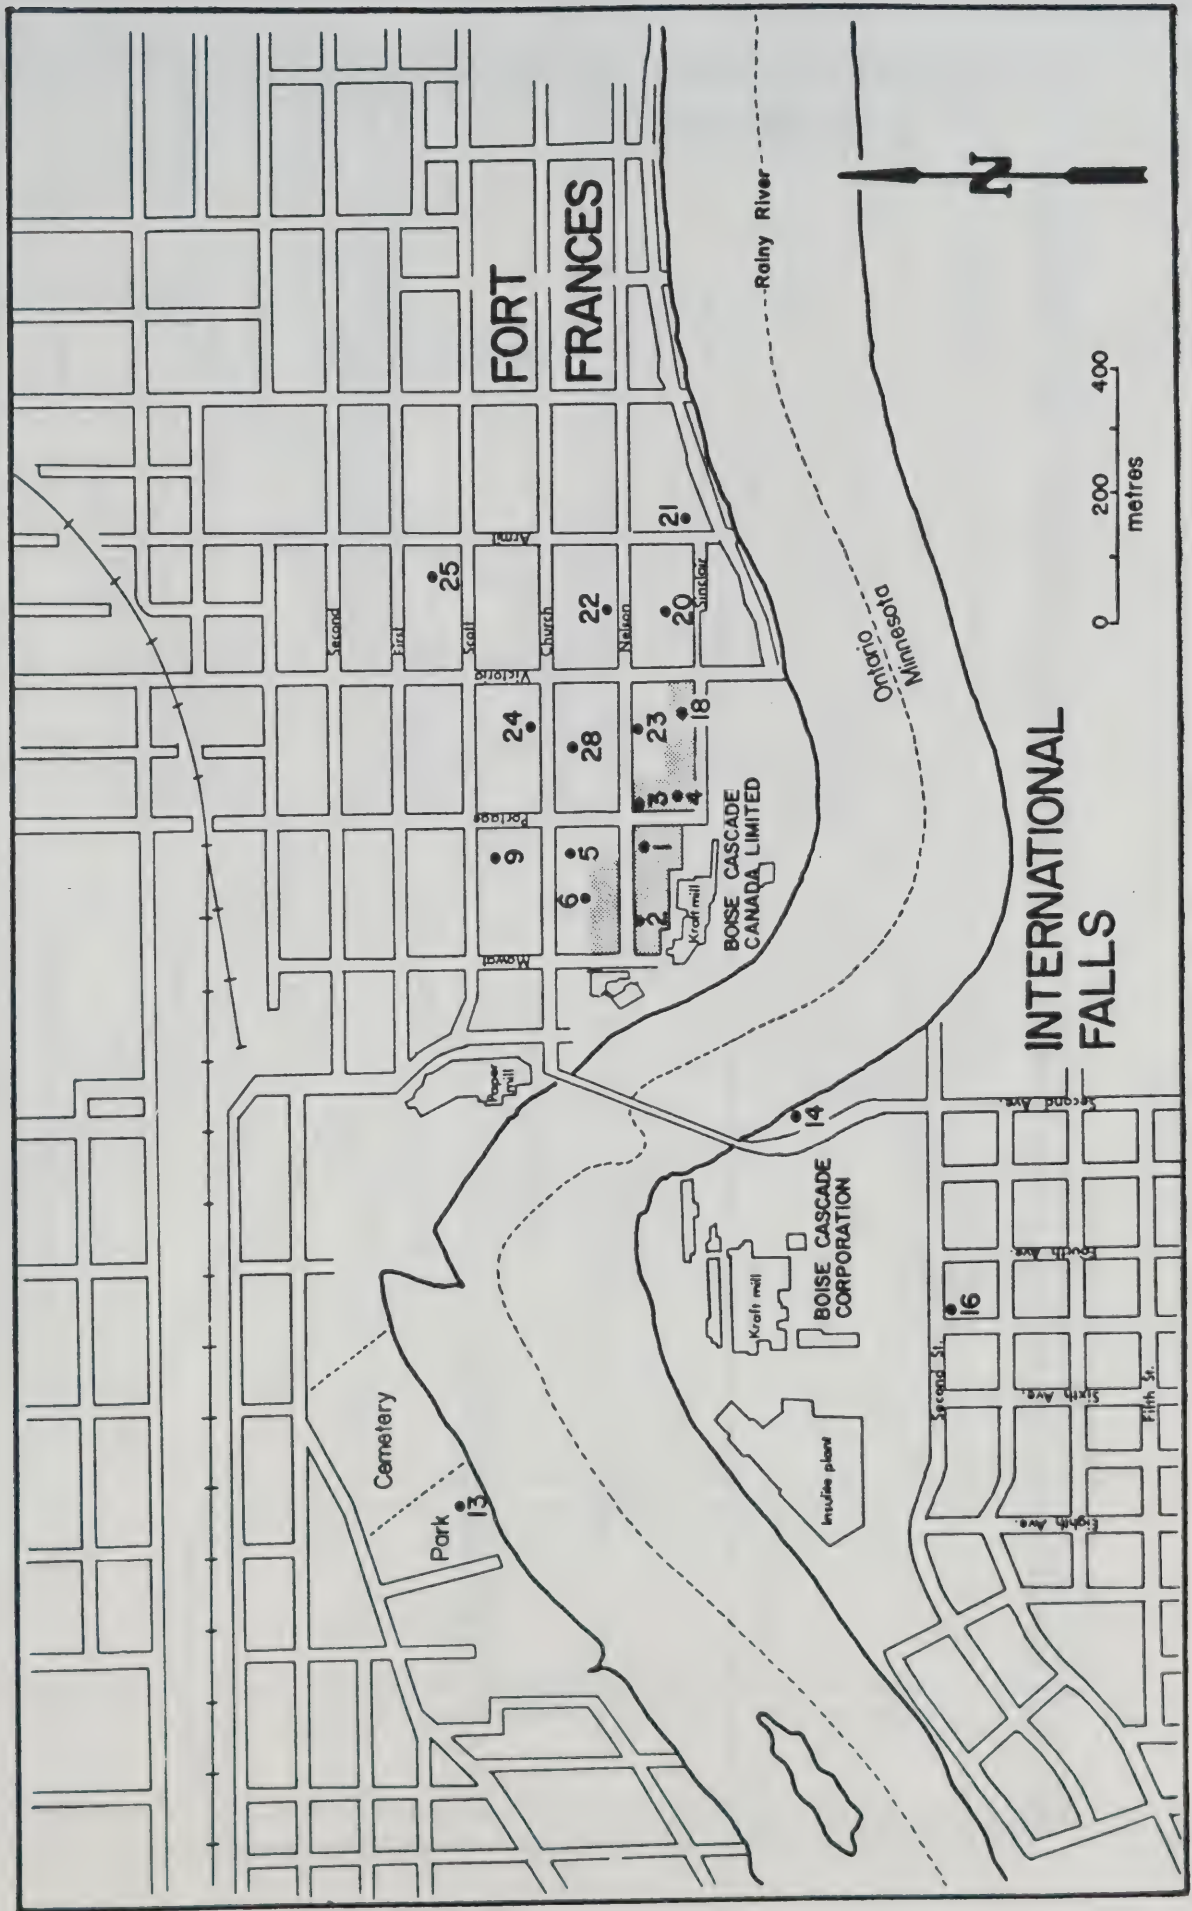 FORT
FRANCES
Rainy River
N
Second
First
Scott
Church
Nelson
Sinclair
Victoria
Portage
Mowat
25
22
20
21
24
28
23
18
3
4
9
5
6
1
2
Kraft mill
BOISE CASCADE
CANADA LIMITED
Paper
mill
Ontario
Minnesota
0 200 400
metres
INTERNATIONAL
FALLS
14
Cemetery
Park
13
Kraft mill
BOISE CASCADE
CORPORATION
Insulite plant
16
Second St.
Fifth St.
Second Ave.
Fourth Ave.
Sixth Ave.
Eighth Ave.